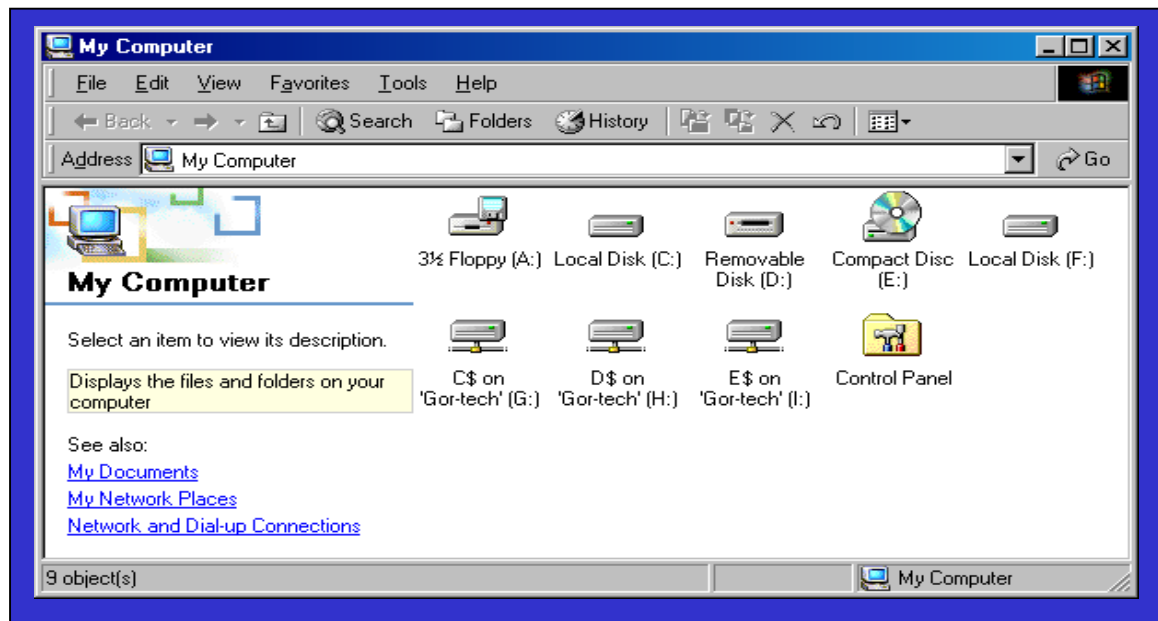 My Computer
File Edit View Favorites Tools Help
Back Search Folders History
Address My Computer Go
My Computer
Select an item to view its description.
Displays the files and folders on your
computer
See also:
My Documents
My Network Places
Network and Dial-up Connections
3½ Floppy (A:) Local Disk (C:) Removable Disk (D:) Compact Disc (E:) Local Disk (F:)
C$ on 'Gor-tech' (G:) D$ on 'Gor-tech' (H:) E$ on 'Gor-tech' (I:) Control Panel
9 object(s) My Computer